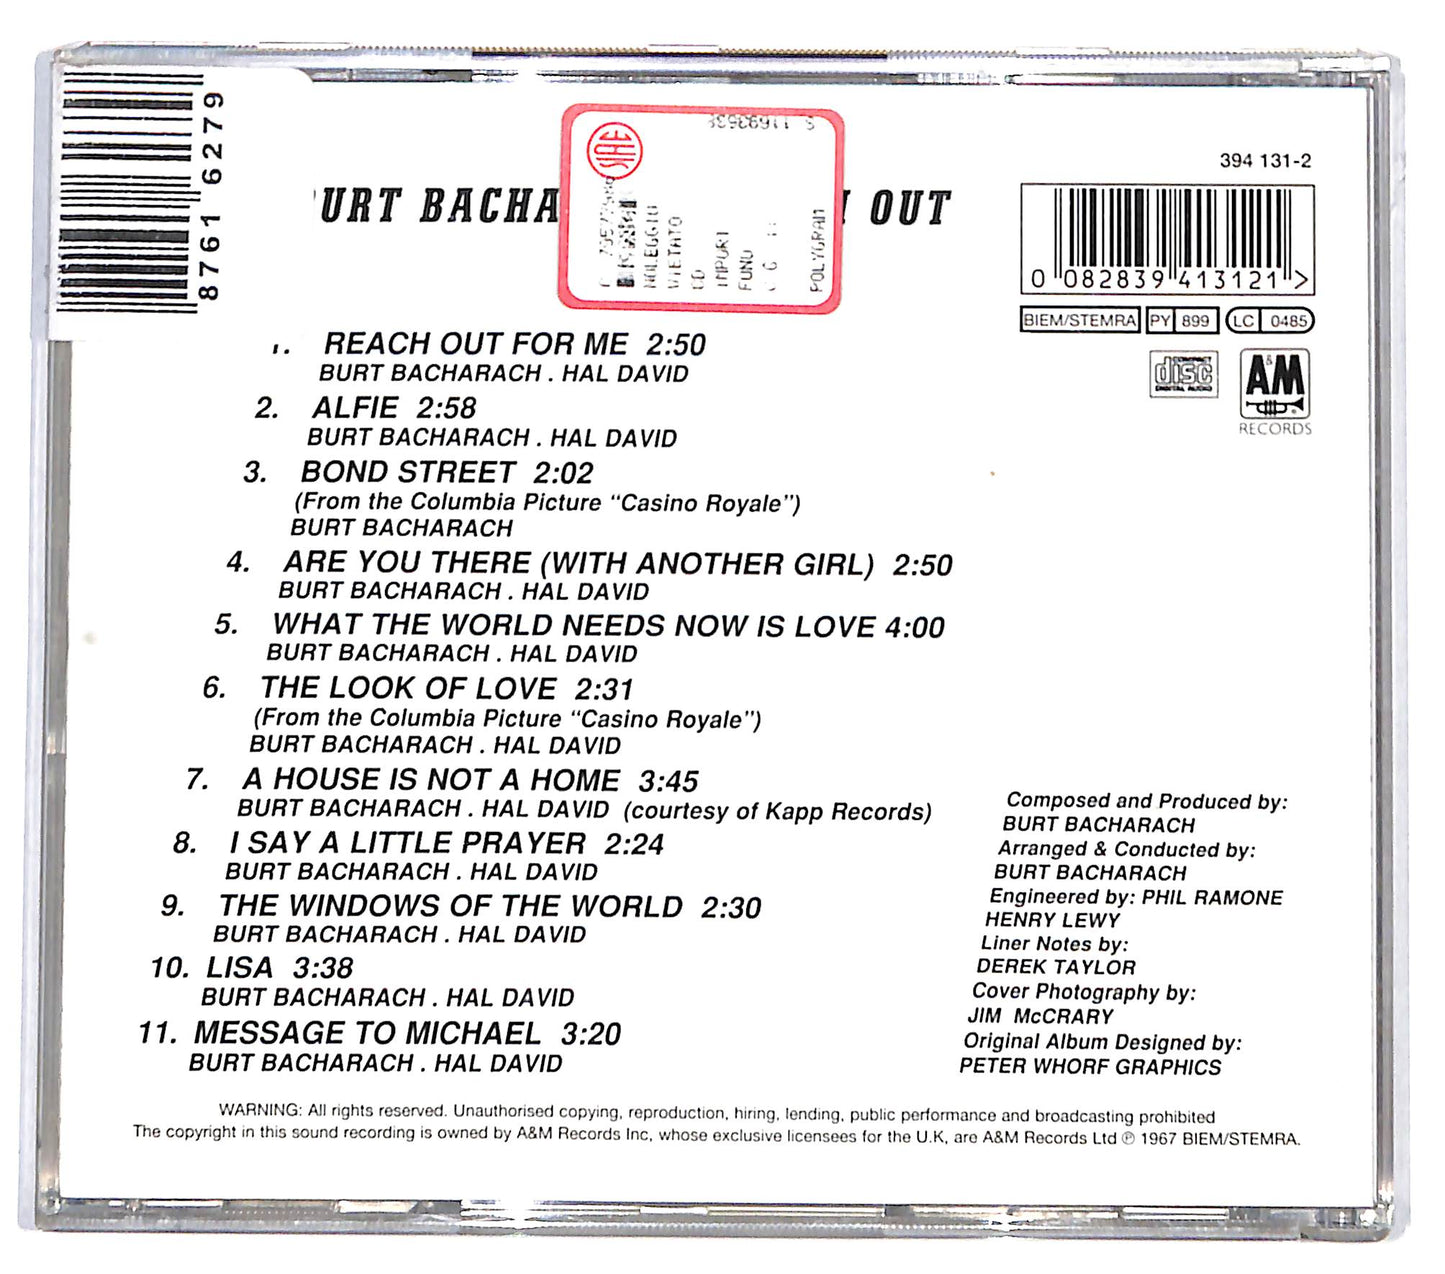 8761 6279
S 11693538
SIAE
NOLEGGIO
VIETATO
CD
IMPORT
FUNO
POLYGRAM
URT BACHA OUT
394 131-2
0 082839 413121 >
BIEM/STEMRA PY 899 LC 0485
COMPACT
disc
DIGITAL AUDIO
A&M
RECORDS
1. REACH OUT FOR ME 2:50
BURT BACHARACH . HAL DAVID
2. ALFIE 2:58
BURT BACHARACH . HAL DAVID
3. BOND STREET 2:02
(From the Columbia Picture “Casino Royale”)
BURT BACHARACH
4. ARE YOU THERE (WITH ANOTHER GIRL) 2:50
BURT BACHARACH . HAL DAVID
5. WHAT THE WORLD NEEDS NOW IS LOVE 4:00
BURT BACHARACH . HAL DAVID
6. THE LOOK OF LOVE 2:31
(From the Columbia Picture “Casino Royale”)
BURT BACHARACH . HAL DAVID
7. A HOUSE IS NOT A HOME 3:45
BURT BACHARACH . HAL DAVID (courtesy of Kapp Records)
8. I SAY A LITTLE PRAYER 2:24
BURT BACHARACH . HAL DAVID
9. THE WINDOWS OF THE WORLD 2:30
BURT BACHARACH . HAL DAVID
10. LISA 3:38
BURT BACHARACH . HAL DAVID
11. MESSAGE TO MICHAEL 3:20
BURT BACHARACH . HAL DAVID
Composed and Produced by:
BURT BACHARACH
Arranged & Conducted by:
BURT BACHARACH
Engineered by: PHIL RAMONE
HENRY LEWY
Liner Notes by:
DEREK TAYLOR
Cover Photography by:
JIM McCRARY
Original Album Designed by:
PETER WHORF GRAPHICS
WARNING: All rights reserved. Unauthorised copying, reproduction, hiring, lending, public performance and broadcasting prohibited
The copyright in this sound recording is owned by A&M Records Inc, whose exclusive licensees for the U.K, are A&M Records Ltd ℗ 1967 BIEM/STEMRA.